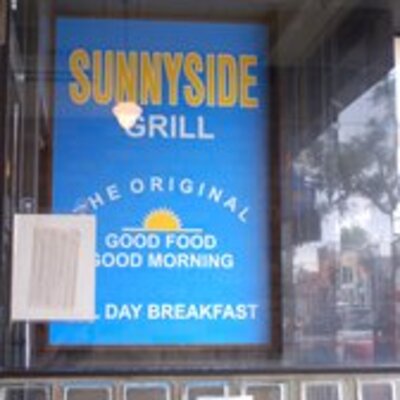 SUNNYSIDE
GRILL
THE ORIGINAL
GOOD FOOD
GOOD MORNING
DAY BREAKFAST